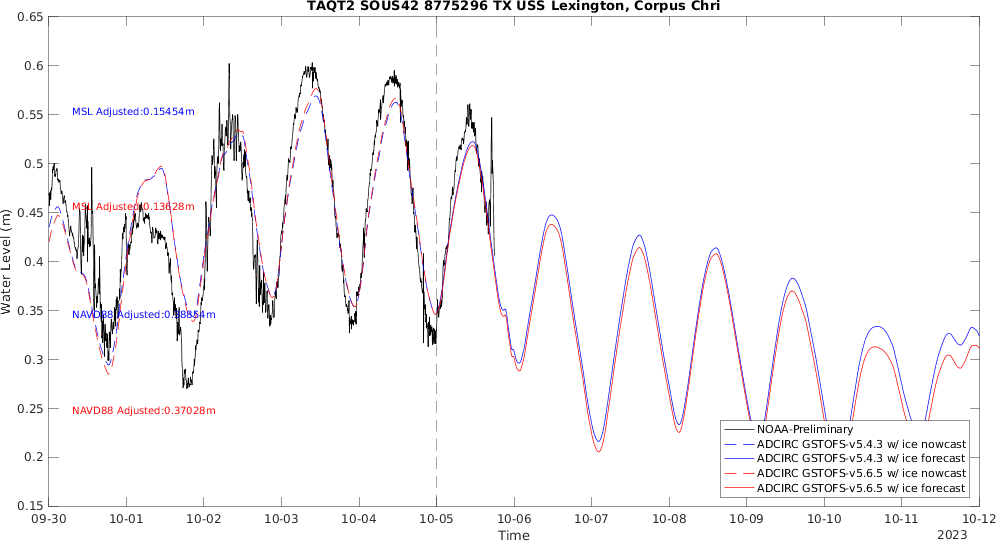 TAQT2 SOUS42 8775296 TX USS Lexington, Corpus Chri
0.65
0.6
0.55
0.5
0.45
0.4
0.35
0.3
0.25
0.2
0.15
Water Level (m)
MSL Adjusted:0.15454m
MSL Adjusted:0.13628m
NAVD88 Adjusted:0.38854m
NAVD88 Adjusted:0.37028m
NOAA-Preliminary
ADCIRC GSTOFS-v5.4.3 w/ ice nowcast
ADCIRC GSTOFS-v5.4.3 w/ ice forecast
ADCIRC GSTOFS-v5.6.5 w/ ice nowcast
ADCIRC GSTOFS-v5.6.5 w/ ice forecast
09-30 10-01 10-02 10-03 10-04 10-05 10-06 10-07 10-08 10-09 10-10 10-11 10-12
Time
2023